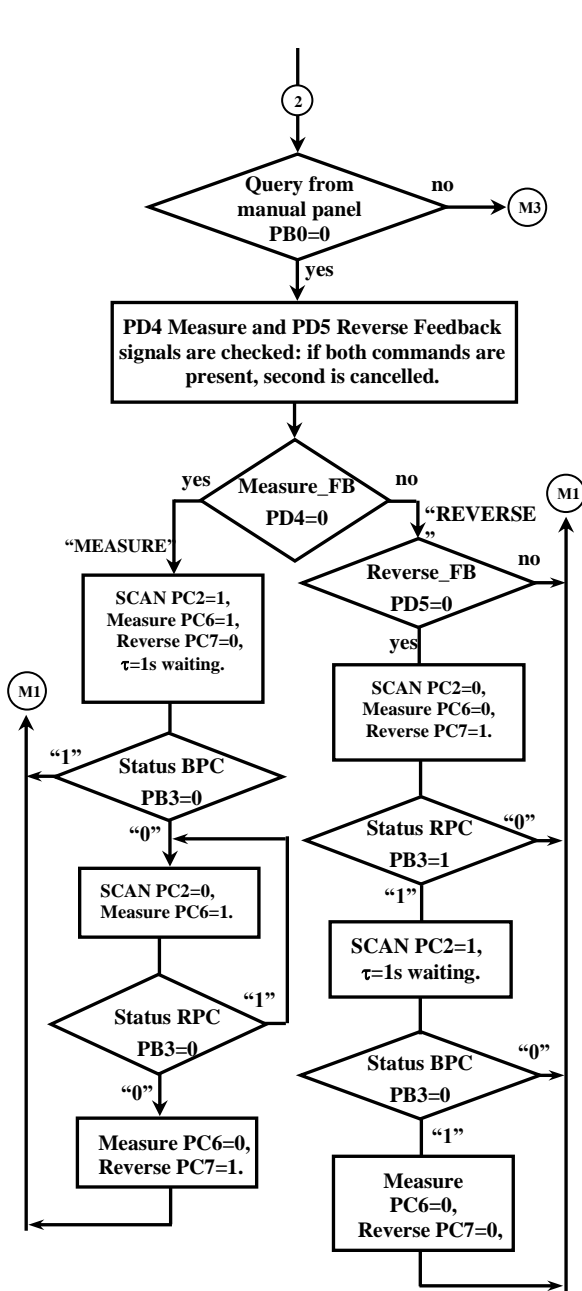 2
Query from
manual panel
PB0=0
no
M3
yes
PD4 Measure and PD5 Reverse Feedback
signals are checked: if both commands are
present, second is cancelled.
yes
Measure_FB
PD4=0
no
M1
“MEASURE”
“REVERSE
”
SCAN PC2=1,
Measure PC6=1,
Reverse PC7=0,
τ=1s waiting.
Reverse_FB
PD5=0
no
yes
M1
“1”
Status BPC
PB3=0
“0”
SCAN PC2=0,
Measure PC6=1.
Status RPC
PB3=0
“1”
“0”
Measure PC6=0,
Reverse PC7=1.
SCAN PC2=0,
Measure PC6=0,
Reverse PC7=1.
Status RPC
PB3=1
“0”
“1”
SCAN PC2=1,
τ=1s waiting.
Status BPC
PB3=0
“0”
“1”
Measure
PC6=0,
Reverse PC7=0,